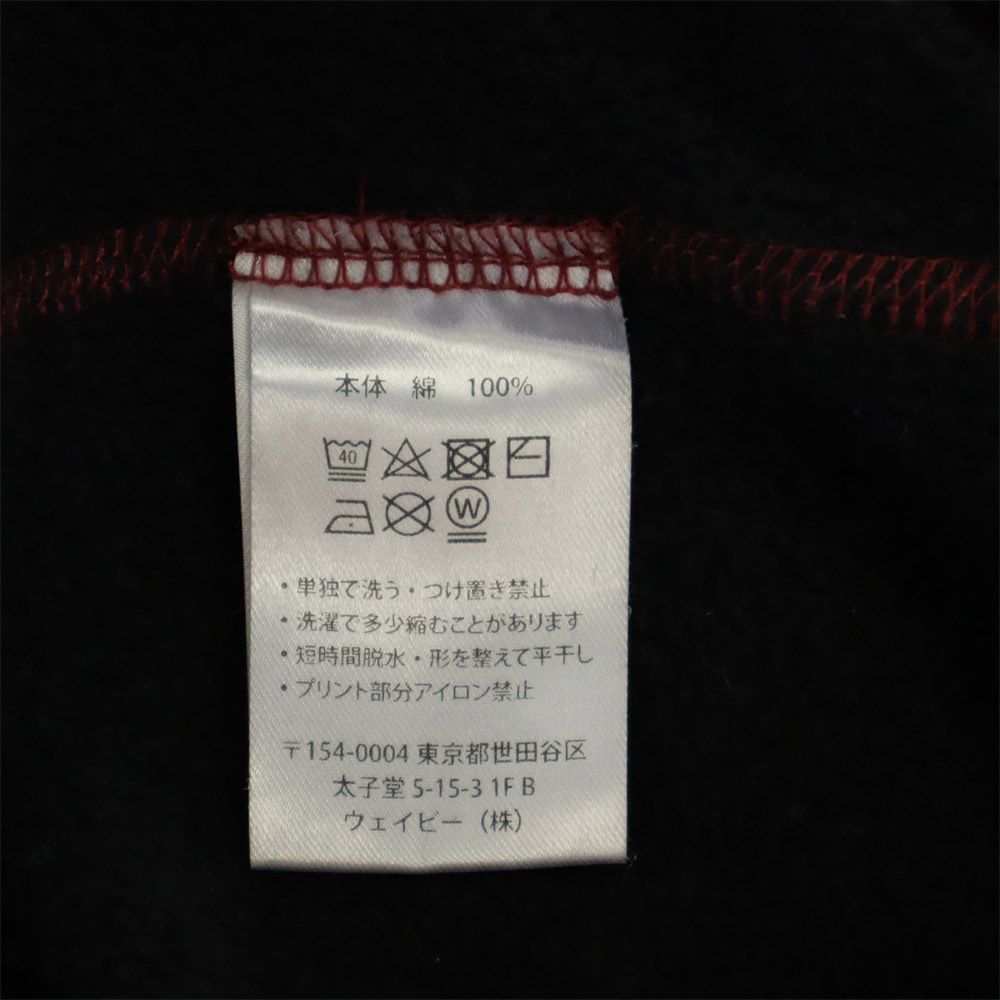 本体 綿 100%
40
W
・単独で洗う・つけ置き禁止
・洗濯で多少縮むことがあります
・短時間脱水・形を整えて平干し
・プリント部分アイロン禁止
〒154-0004 東京都世田谷区
太子堂 5-15-3 1F B
ウェイビー（株）